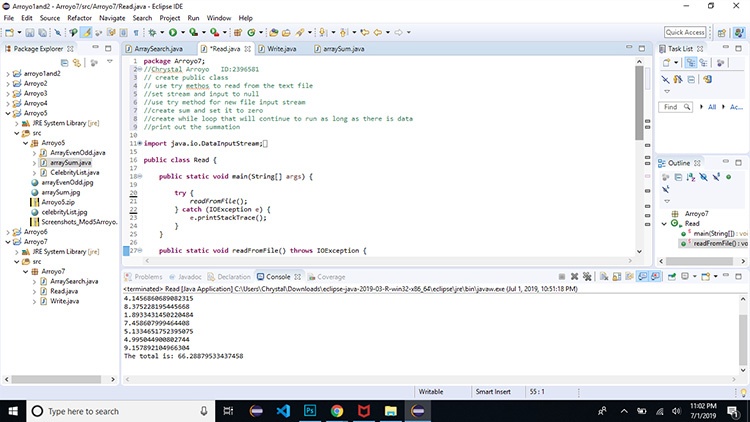 Arroyo1and2 - Arroyo7/src/Arroyo7/Read.java - Eclipse IDE
File Edit Source Refactor Navigate Search Project Run Window Help
Quick Access
Package Explorer
arroyo1and2
Arroyo2
Arroyo3
Arroyo4
Arroyo5
JRE System Library [jre]
src
Arroyo5
ArrayEvenOdd.java
arraySum.java
CelebrityList.java
arrayEvenOdd.jpg
arraySum.jpg
Arroyo5.zip
celebrityList.jpg
Screenshots_Mod5Arroyo.
Arroyo6
Arroyo7
JRE System Library [jre]
src
Arroyo7
ArraySearch.java
Read.java
Write.java
ArraySearch.java *Read.java Write.java arraySum.java
1 package Arroyo7;
2 //Chrystal Arroyo ID:2396581
3 // create public class
4 // use try methos to read from the text file
5 //set stream and input to null
6 //use try method for new file input stream
7 //create sum and set it to zero
8 //create while loop that will continue to run as long as there is data
9 //print out the summation
10
11 import java.io.DataInputStream;
15
16 public class Read {
17
18 public static void main(String[] args) {
19
20 try {
21 readFromFile();
22 } catch (IOException e) {
23 e.printStackTrace();
24 }
25 }
26
27 public static void readFromFile() throws IOException {
Task List
Find All Ac
Outline
Arroyo7
Read
main(String[]) : vo
readFromFile() : vo
Problems Javadoc Declaration Console Coverage
<terminated> Read [Java Application] C:\Users\Chrystal\Downloads\eclipse-java-2019-03-R-win32-x86_64\eclipse\jre\bin\javaw.exe (Jul 1, 2019, 10:51:18 PM)
4.1456860689082315
8.375228195445668
1.8933431450220484
7.458607999464408
5.1334651752395075
4.995044900802744
9.157892104966304
The total is: 66.28879533437458
Writable Smart Insert 55 : 1
Type here to search
11:02 PM
7/1/2019